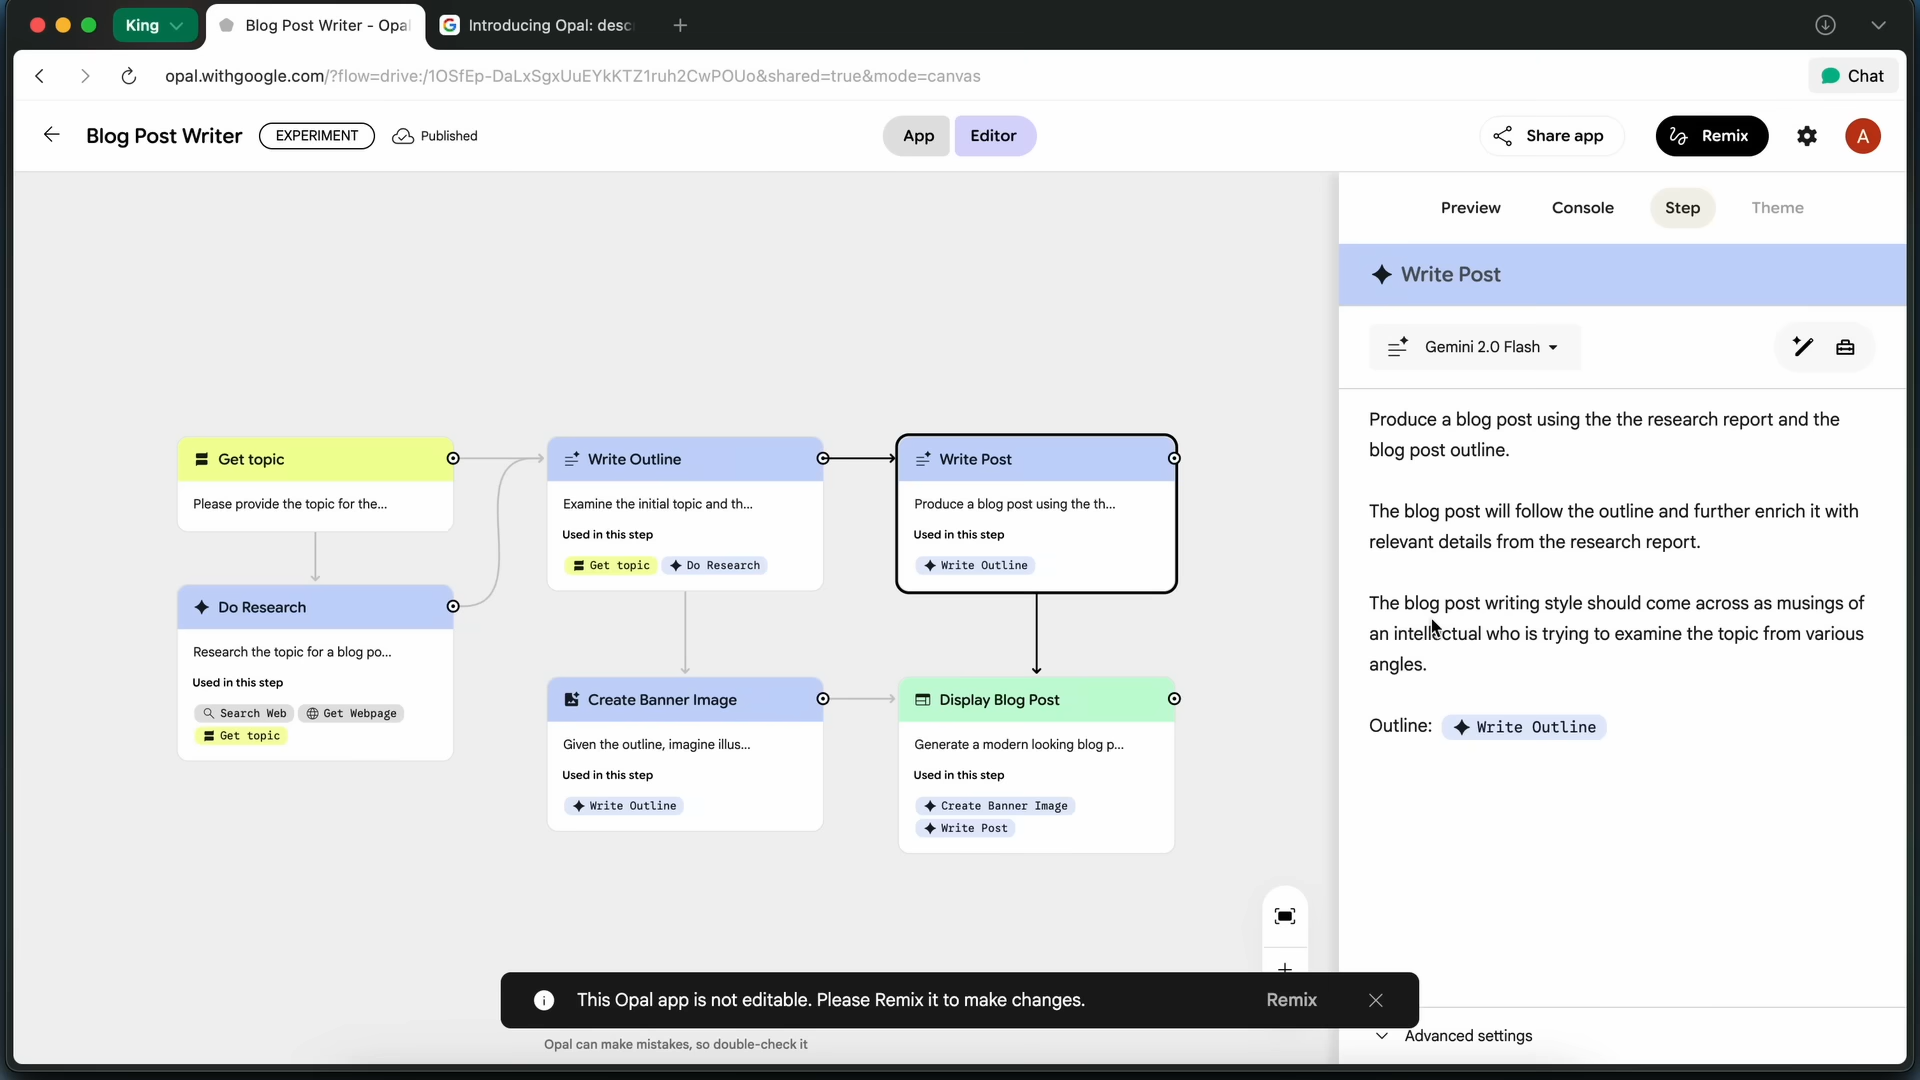 King
Blog Post Writer - Opal
Introducing Opal: desc
opal.withgoogle.com/?flow=drive:/1OSfEp-DaLxSgxUuEYkKTZ1ruh2CwPOUo&shared=true&mode=canvas
Chat
Blog Post Writer
EXPERIMENT
Published
App
Editor
Share app
Remix
A
Preview
Console
Step
Theme
Write Post
Gemini 2.0 Flash
Produce a blog post using the the research report and the
blog post outline.
The blog post will follow the outline and further enrich it with
relevant details from the research report.
The blog post writing style should come across as musings of
an intellectual who is trying to examine the topic from various
angles.
Outline: Write Outline
Advanced settings
Get topic
Please provide the topic for the...
Do Research
Research the topic for a blog po...
Used in this step
Search Web
Get Webpage
Get topic
Write Outline
Examine the initial topic and th...
Used in this step
Get topic
Do Research
Write Post
Produce a blog post using the th...
Used in this step
Write Outline
Create Banner Image
Given the outline, imagine illus...
Used in this step
Write Outline
Display Blog Post
Generate a modern looking blog p...
Used in this step
Create Banner Image
Write Post
This Opal app is not editable. Please Remix it to make changes.
Remix
Opal can make mistakes, so double-check it